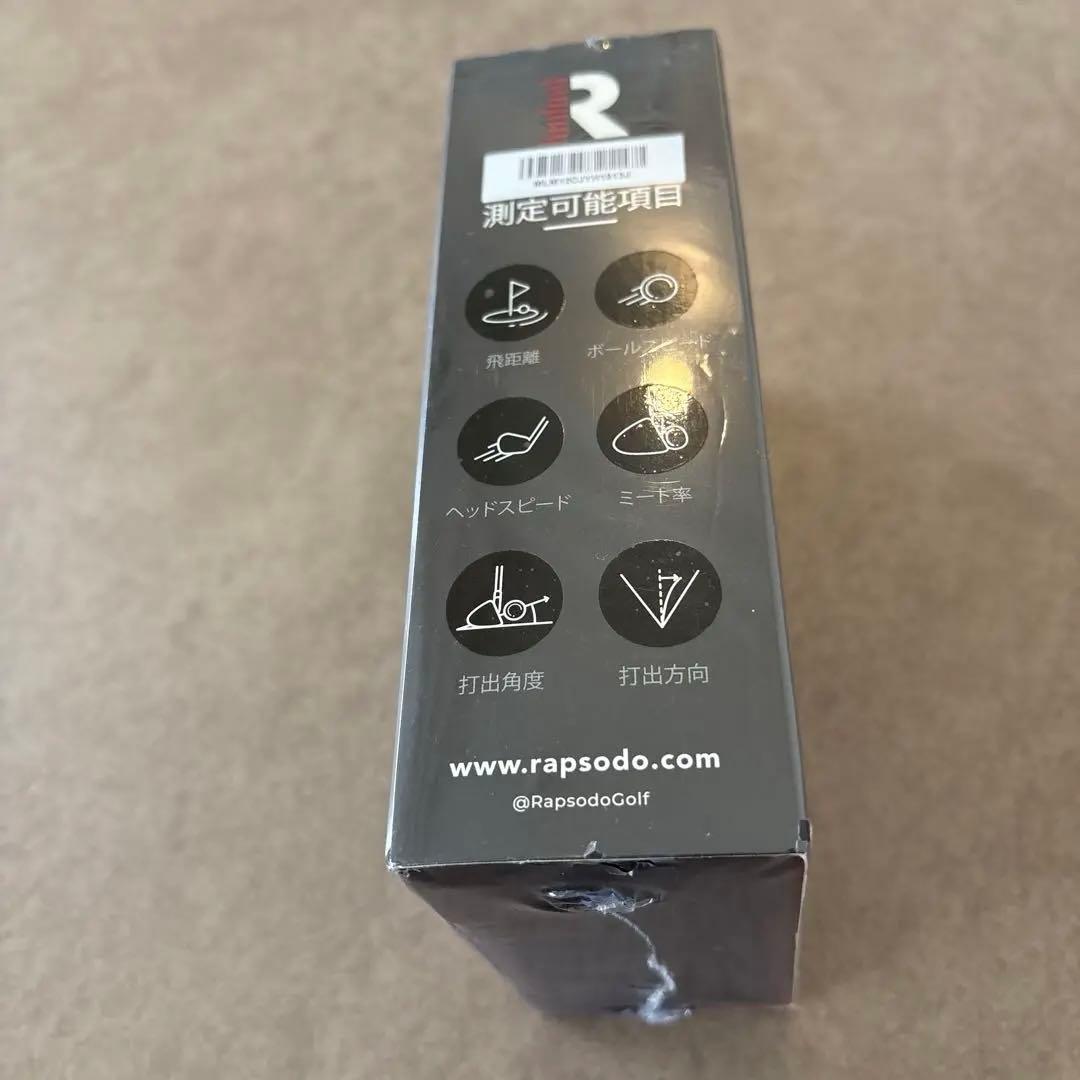 R
測定可能項目
飛距離
ボールスピード
ヘッドスピード
ミート率
打出角度
打出方向
www.rapsodo.com
@RapsodoGolf